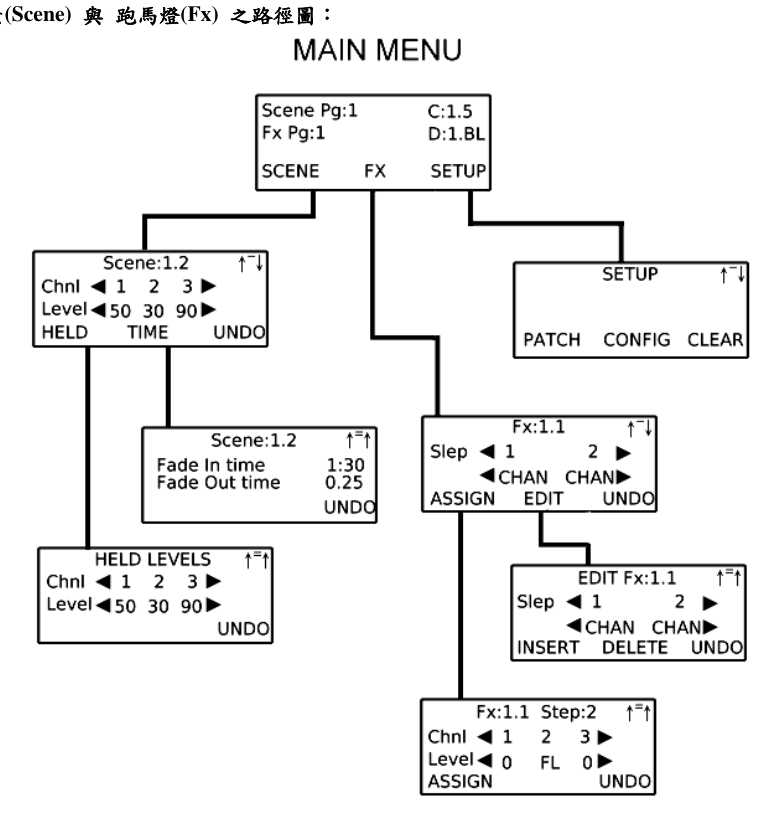 (Scene) 與 跑馬燈(Fx) 之路徑圖：
MAIN MENU
Scene Pg:1 C:1.5
Fx Pg:1 D:1.BL
SCENE FX SETUP
Scene:1.2 ↑⁻↓
Chnl ◀ 1 2 3 ▶
Level ◀ 50 30 90 ▶
HELD TIME UNDO
SETUP ↑⁻↓
PATCH CONFIG CLEAR
Scene:1.2 ↑⁼↑
Fade In time 1:30
Fade Out time 0.25
UNDO
Fx:1.1 ↑⁻↓
Slep ◀ 1 2 ▶
◀ CHAN CHAN ▶
ASSIGN EDIT UNDO
HELD LEVELS ↑⁼↑
Chnl ◀ 1 2 3 ▶
Level ◀ 50 30 90 ▶
UNDO
EDIT Fx:1.1 ↑⁼↑
Slep ◀ 1 2 ▶
◀ CHAN CHAN ▶
INSERT DELETE UNDO
Fx:1.1 Step:2 ↑⁼↑
Chnl ◀ 1 2 3 ▶
Level ◀ 0 FL 0 ▶
ASSIGN UNDO